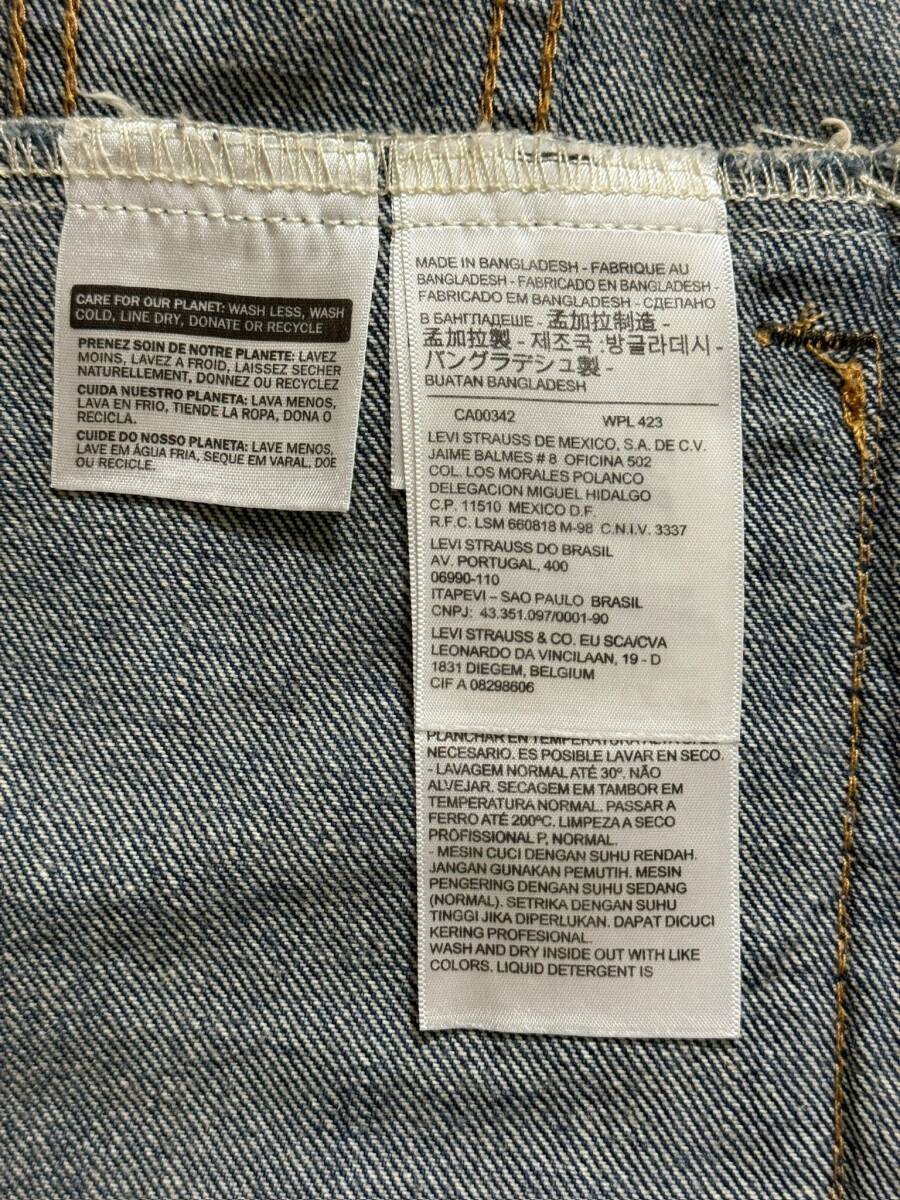 CARE FOR OUR PLANET: WASH LESS, WASH
COLD, LINE DRY, DONATE OR RECYCLE
PRENEZ SOIN DE NOTRE PLANETE: LAVEZ
MOINS, LAVEZ A FROID, LAISSEZ SECHER
NATURELLEMENT, DONNEZ OU RECYCLEZ
CUIDA NUESTRO PLANETA: LAVA MENOS,
LAVA EN FRIO, TIENDE LA ROPA, DONA O
RECICLA.
CUIDE DO NOSSO PLANETA: LAVE MENOS,
LAVE EM ÁGUA FRIA, SEQUE EM VARAL, DOE
OU RECICLE.
MADE IN BANGLADESH - FABRIQUE AU
BANGLADESH - FABRICADO EN BANGLADESH -
FABRICADO EM BANGLADESH - СДЕЛАНО
В БАНГЛАДЕШЕ - 孟加拉制造 -
孟加拉製 - 제조국 :방글라데시 -
バングラデシュ製 -
BUATAN BANGLADESH
CA00342 WPL 423
LEVI STRAUSS DE MEXICO, S.A. DE C.V.
JAIME BALMES # 8 OFICINA 502
COL. LOS MORALES POLANCO
DELEGACION MIGUEL HIDALGO
C.P. 11510 MEXICO D.F.
R.F.C. LSM 660818 M-98 C.N.I.V. 3337
LEVI STRAUSS DO BRASIL
AV. PORTUGAL, 400
06990-110
ITAPEVI – SAO PAULO BRASIL
CNPJ: 43.351.097/0001-90
LEVI STRAUSS & CO. EU SCA/CVA
LEONARDO DA VINCILAAN, 19 - D
1831 DIEGEM, BELGIUM
CIF A 08298606
PLANCHAR EN TEMPERATURA
NECESARIO. ES POSIBLE LAVAR EN SECO.
- LAVAGEM NORMAL ATÉ 30º. NÃO
ALVEJAR. SECAGEM EM TAMBOR EM
TEMPERATURA NORMAL. PASSAR A
FERRO ATÉ 200ºC. LIMPEZA A SECO
PROFISSIONAL P, NORMAL.
- MESIN CUCI DENGAN SUHU RENDAH.
JANGAN GUNAKAN PEMUTIH. MESIN
PENGERING DENGAN SUHU SEDANG
(NORMAL). SETRIKA DENGAN SUHU
TINGGI JIKA DIPERLUKAN. DAPAT DICUCI
KERING PROFESIONAL.
WASH AND DRY INSIDE OUT WITH LIKE
COLORS. LIQUID DETERGENT IS